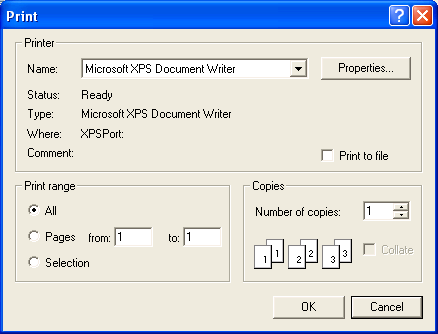 Print
Printer
Name: Microsoft XPS Document Writer Properties...
Status: Ready
Type: Microsoft XPS Document Writer
Where: XPSPort:
Comment: Print to file
Print range
All
Pages from: 1 to: 1
Selection
Copies
Number of copies: 1
1 1 2 2 3 3 Collate
OK Cancel